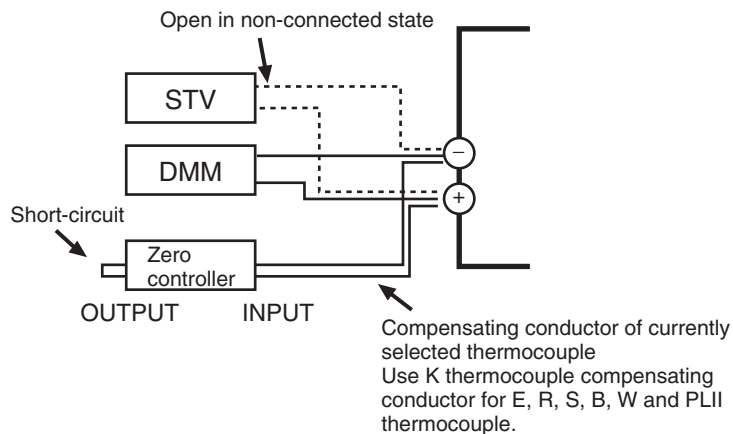 Open in non-connected state
STV
−
DMM
+
Short-circuit
Zero
controller
OUTPUT
INPUT
Compensating conductor of currently
selected thermocouple
Use K thermocouple compensating
conductor for E, R, S, B, W and PLII
thermocouple.